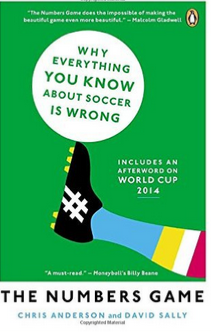 "The Numbers Game does the impossible of making the
beautiful game even more beautiful." – Malcolm Gladwell
WHY
EVERYTHING
YOU KNOW
ABOUT SOCCER
IS WRONG
INCLUDES AN
AFTERWORD ON
WORLD CUP
2014
#
"A must-read." – Moneyball's Billy Beane
THE NUMBERS GAME
CHRIS ANDERSON AND DAVID SALLY
Copyrighted Material